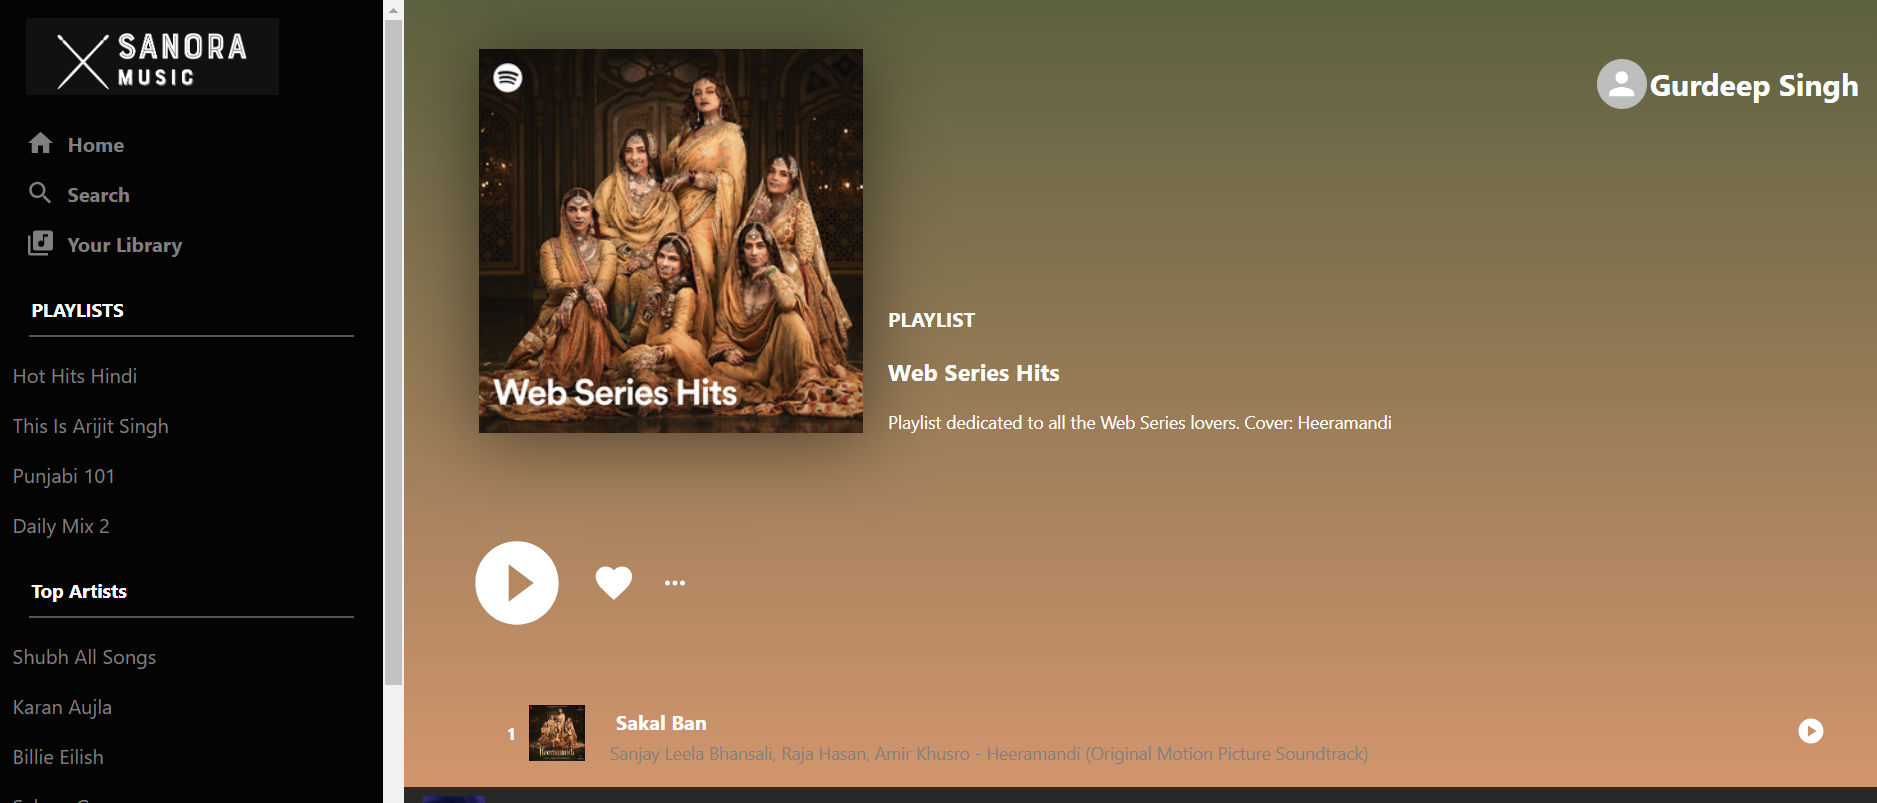 SANORA
MUSIC
Home
Search
Your Library
PLAYLISTS
Hot Hits Hindi
This Is Arijit Singh
Punjabi 101
Daily Mix 2
Top Artists
Shubh All Songs
Karan Aujla
Billie Eilish
Web Series Hits
Gurdeep Singh
PLAYLIST
Web Series Hits
Playlist dedicated to all the Web Series lovers. Cover: Heeramandi
1
Heeramandi
Sakal Ban
Sanjay Leela Bhansali, Raja Hasan, Amir Khusro - Heeramandi (Original Motion Picture Soundtrack)